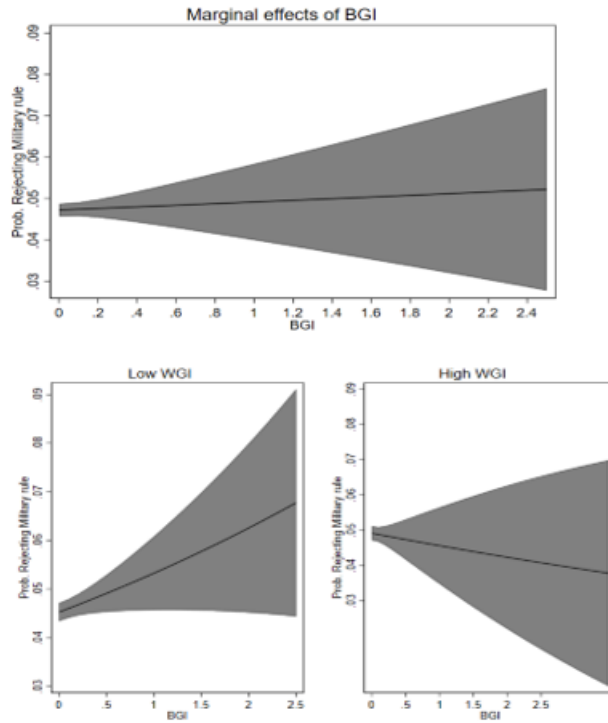 Marginal effects of BGI
Prob. Rejecting Military rule
.09
.08
.07
.06
.05
.04
.03
0 .2 .4 .6 .8 1 1.2 1.4 1.6 1.8 2 2.2 2.4
BGI
Low WGI
Prob. Rejecting Military rule
.09
.08
.07
.06
.05
.04
.03
0 .5 1 1.5 2 2.5
BGI
High WGI
Prob. Rejecting Military rule
.09
.08
.07
.06
.05
.04
.03
0 .5 1 1.5 2 2.5
BGI